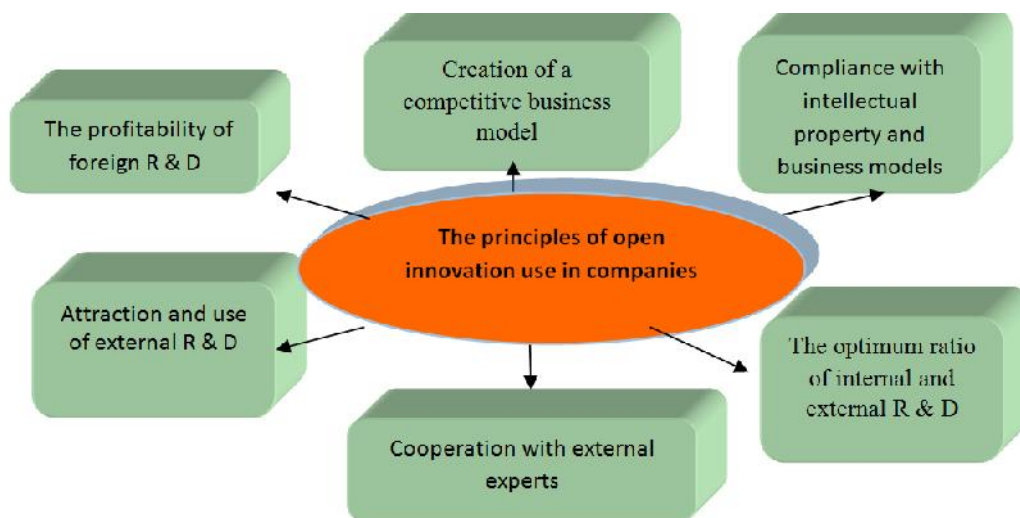 Creation of a
competitive business
model
Compliance with
intellectual
property and
business models
The profitability of
foreign R & D
The principles of open
innovation use in companies
Attraction and use
of external R & D
The optimum ratio
of internal and
external R & D
Cooperation with external
experts